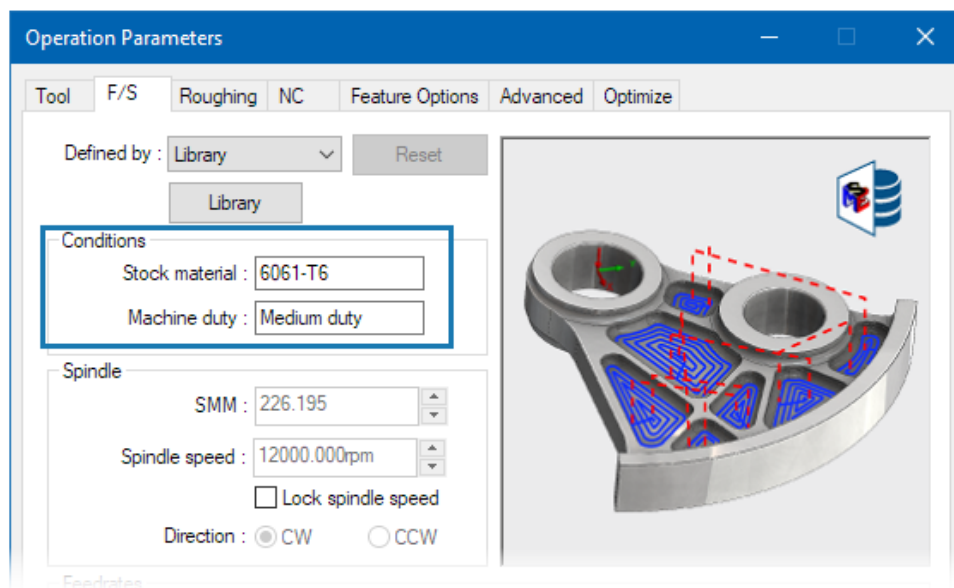 Operation Parameters
Tool F/S Roughing NC Feature Options Advanced Optimize
Defined by : Library Reset
Library
Conditions
Stock material : 6061-T6
Machine duty : Medium duty
Spindle
SMM : 226.195
Spindle speed : 12000.000rpm
Lock spindle speed
Direction : CW CCW
Feedrates